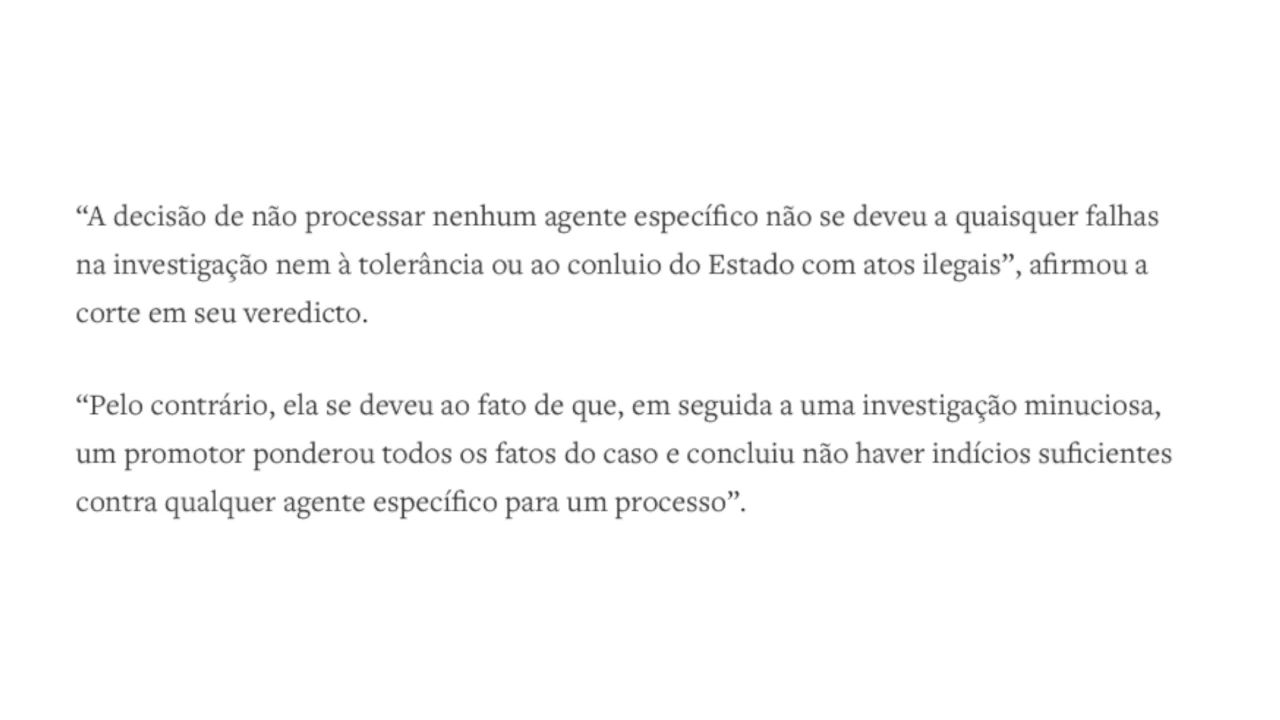 “A decisão de não processar nenhum agente específico não se deveu a quaisquer falhas
na investigação nem à tolerância ou ao conluio do Estado com atos ilegais”, afirmou a
corte em seu veredicto.
“Pelo contrário, ela se deveu ao fato de que, em seguida a uma investigação minuciosa,
um promotor ponderou todos os fatos do caso e concluiu não haver indícios suficientes
contra qualquer agente específico para um processo”.